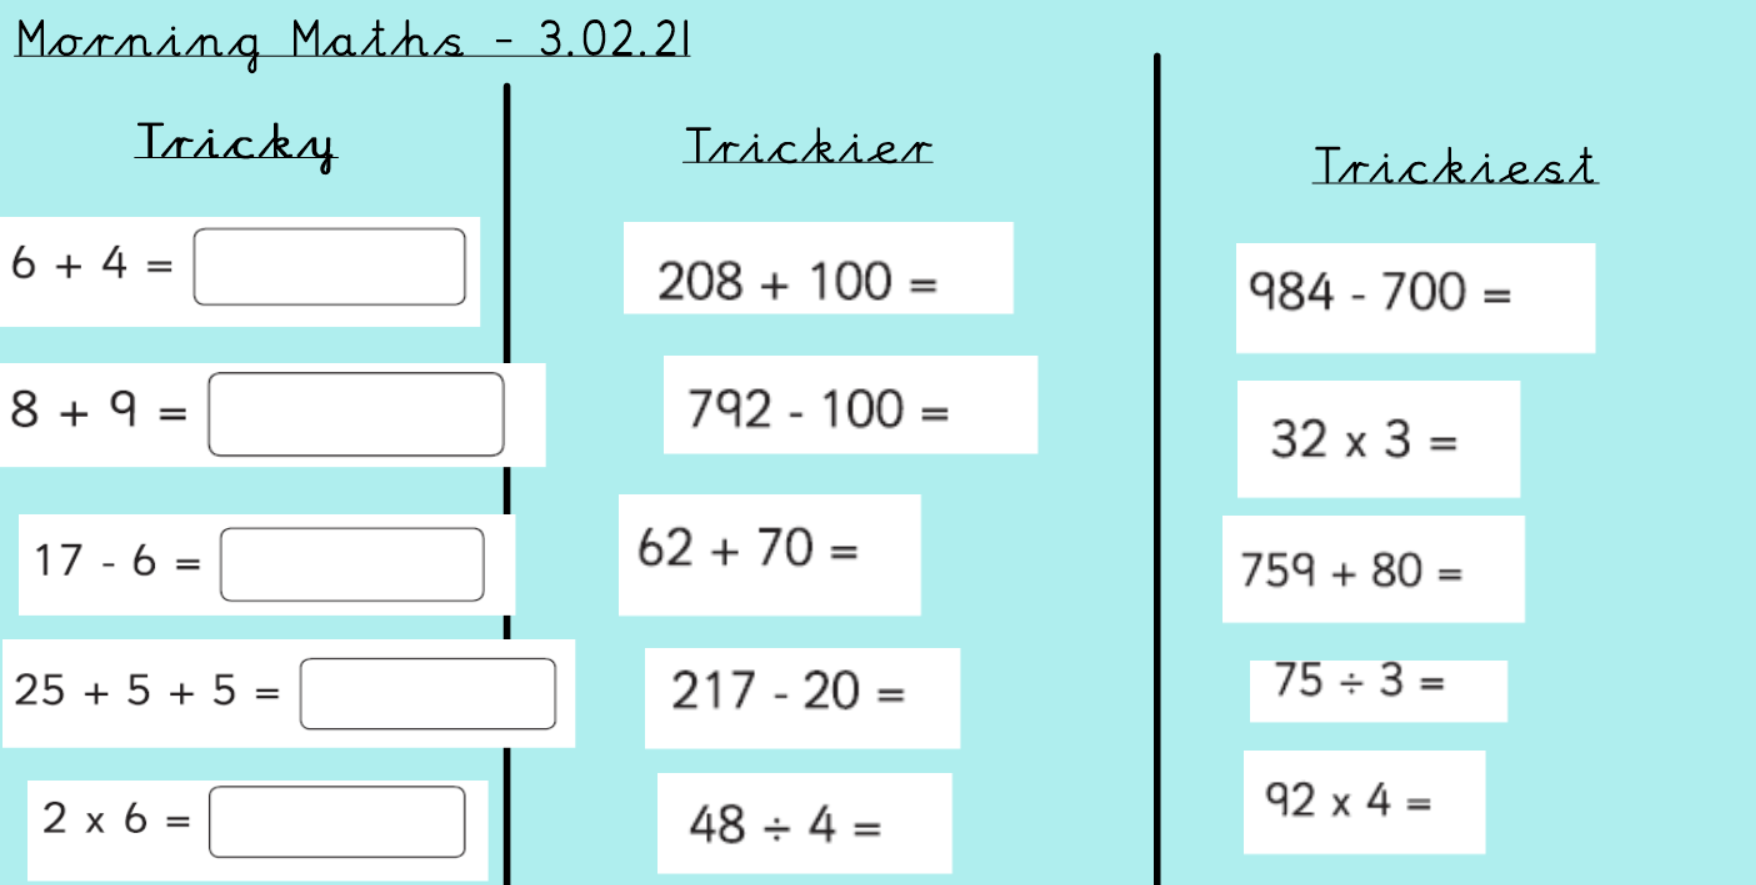 Morning Maths - 3.02.21
Tricky
6 + 4 =
8 + 9 =
17 - 6 =
25 + 5 + 5 =
2 x 6 =
Trickier
208 + 100 =
792 - 100 =
62 + 70 =
217 - 20 =
48 ÷ 4 =
Trickiest
984 - 700 =
32 x 3 =
759 + 80 =
75 ÷ 3 =
92 x 4 =